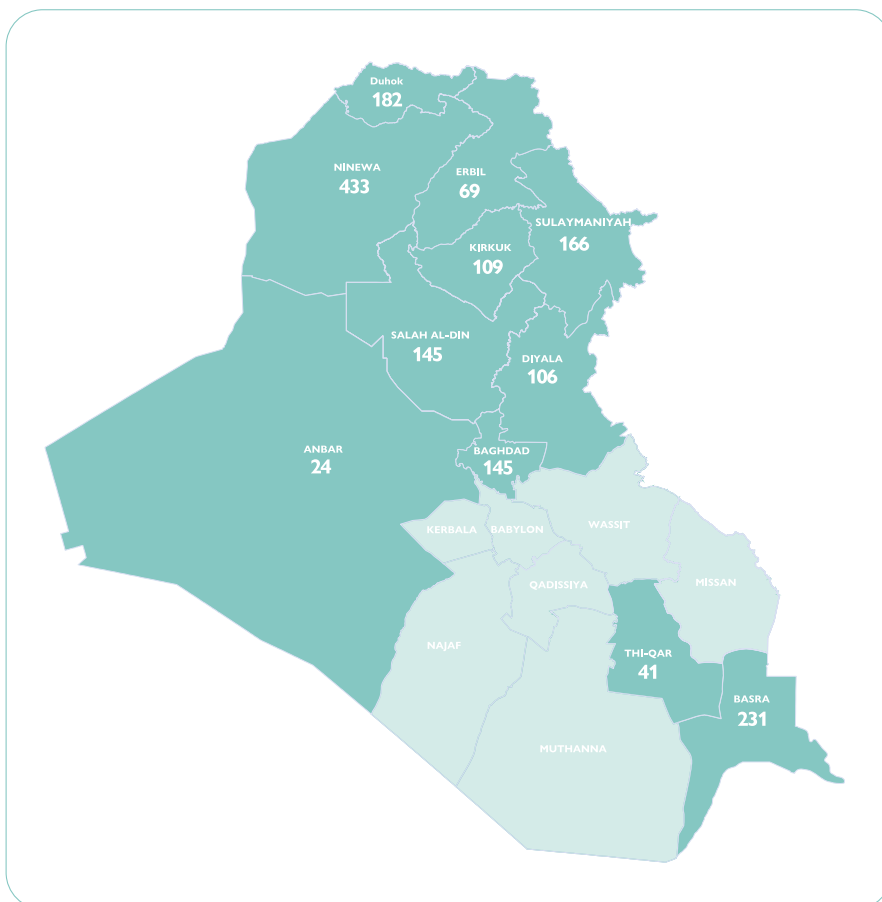 Duhok
182
NINEWA
433
ERBIL
69
SULAYMANIYAH
166
KIRKUK
109
SALAH AL-DIN
145
DIYALA
106
ANBAR
24
BAGHDAD
145
KERBALA
BABYLON
WASSIT
QADISSIYA
MISSAN
NAJAF
THI-QAR
41
BASRA
231
MUTHANNA